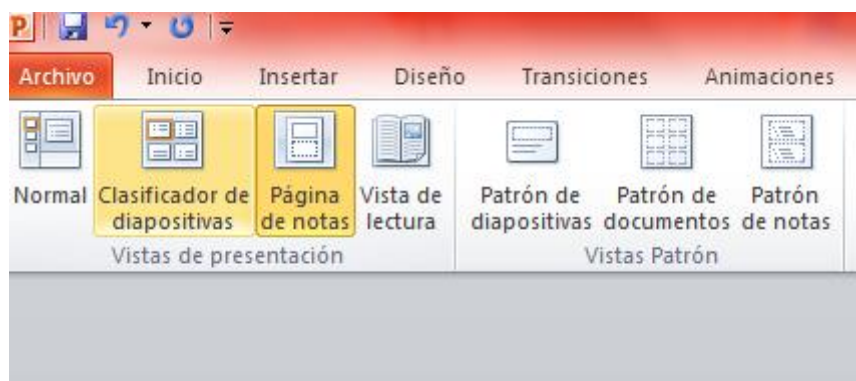 P
Archivo Inicio Insertar Diseño Transiciones Animaciones
Normal Clasificador de diapositivas Página de notas Vista de lectura Patrón de diapositivas Patrón de documentos Patrón de notas
Vistas de presentación Vistas Patrón